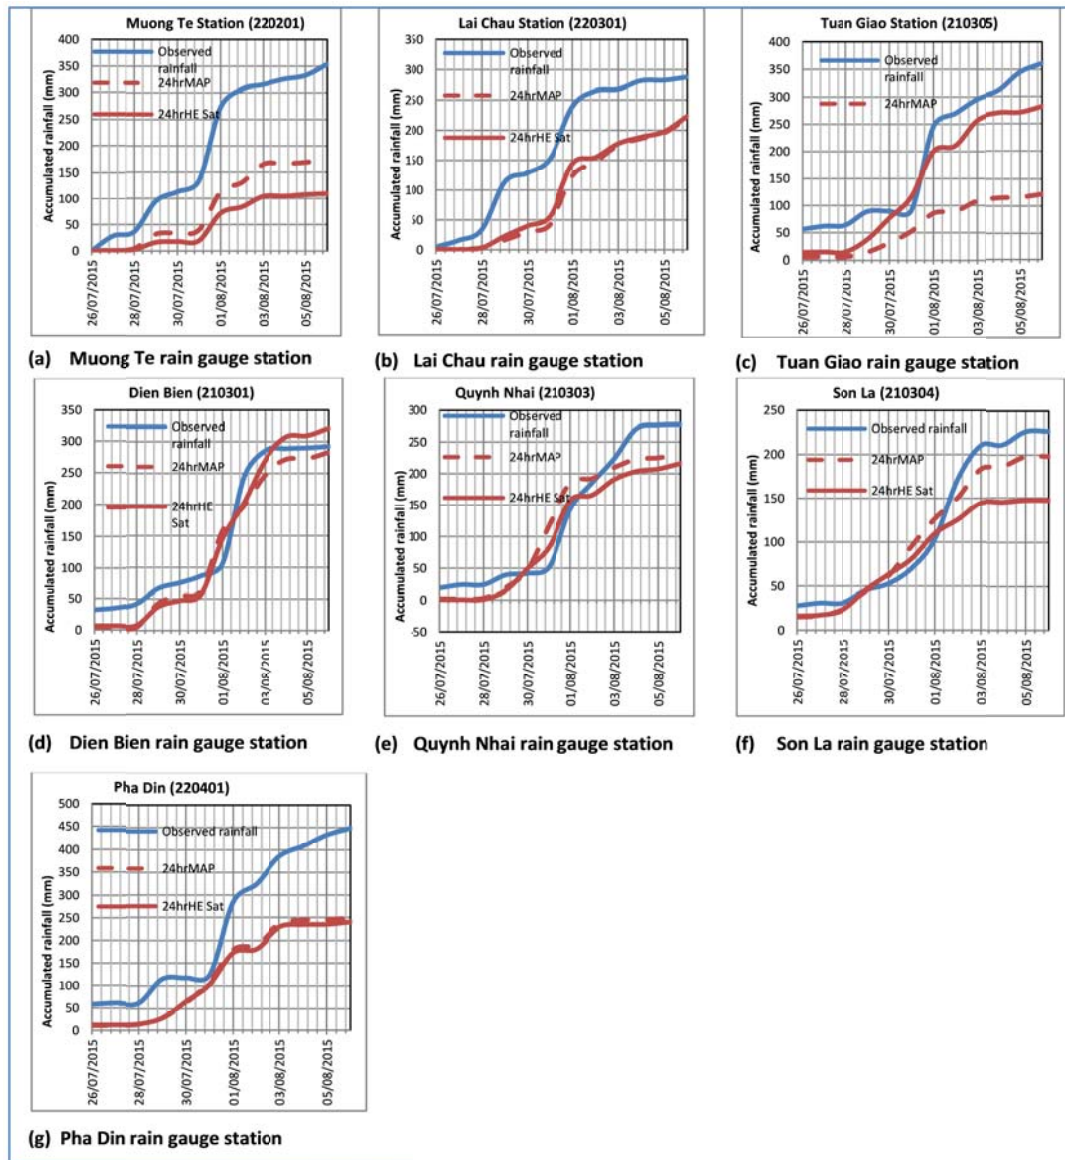 Muong Te Station (220201)
Accumulated rainfall (mm)
400
350
300
250
200
150
100
50
0
Observed
rainfall
24hrMAP
24hrHE Sat
26/07/2015
28/07/2015
30/07/2015
01/08/2015
03/08/2015
05/08/2015
(a) Muong Te rain gauge station
Lai Chau Station (220301)
Accumulated rainfall (mm)
350
300
250
200
150
100
50
0
Observed
rainfall
24hrMAP
24hrHE Sat
26/07/2015
28/07/2015
30/07/2015
01/08/2015
03/08/2015
05/08/2015
(b) Lai Chau rain gauge station
Tuan Giao Station (210305)
Accumulated rainfall (mm)
400
350
300
250
200
150
100
50
0
Observed
rainfall
24hrMAP
24hrHE Sat
26/07/2015
28/07/2015
30/07/2015
01/08/2015
03/08/2015
05/08/2015
(c) Tuan Giao rain gauge station
Dien Bien (210301)
Accumulated rainfall (mm)
350
300
250
200
150
100
50
0
Observed
rainfall
24hrMAP
24hrHE
Sat
26/07/2015
28/07/2015
30/07/2015
01/08/2015
03/08/2015
05/08/2015
(d) Dien Bien rain gauge station
Quynh Nhai (210303)
Accumulated rainfall (mm)
300
250
200
150
100
50
0
-50
Observed
rainfall
24hrMAP
24hrHE Sat
26/07/2015
28/07/2015
30/07/2015
01/08/2015
03/08/2015
05/08/2015
(e) Quynh Nhai rain gauge station
Son La (210304)
Accumulated rainfall (mm)
250
200
150
100
50
0
Observed rainfall
24hrMAP
24hrHE Sat
26/07/2015
28/07/2015
30/07/2015
01/08/2015
03/08/2015
05/08/2015
(f) Son La rain gauge station
Pha Din (220401)
Accumulated rainfall (mm)
500
450
400
350
300
250
200
150
100
50
0
Observed rainfall
24hrMAP
24hrHE Sat
26/07/2015
28/07/2015
30/07/2015
01/08/2015
03/08/2015
05/08/2015
(g) Pha Din rain gauge station